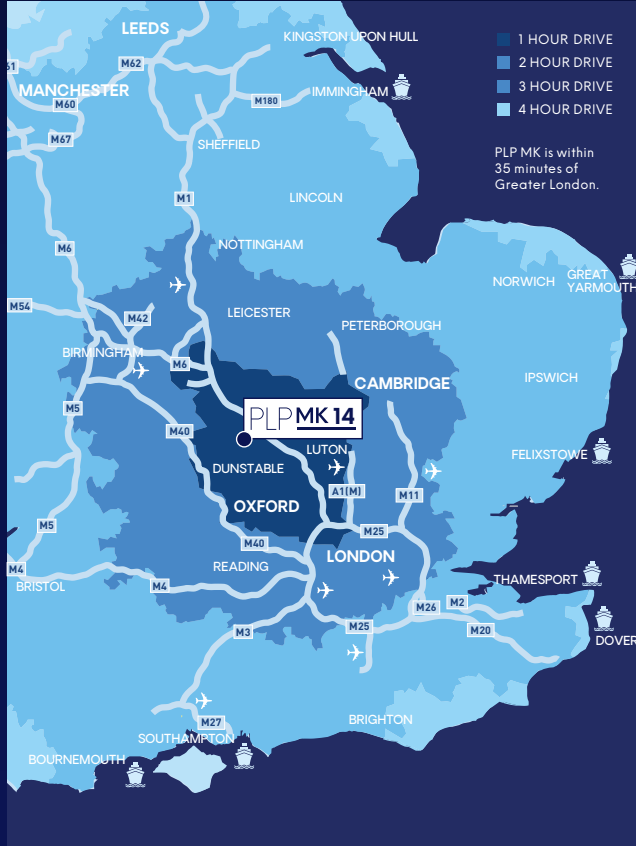 LEEDS
KINGSTON UPON HULL
1 HOUR DRIVE
2 HOUR DRIVE
3 HOUR DRIVE
4 HOUR DRIVE
61
M62
MANCHESTER
M60
M180
IMMINGHAM
M67
SHEFFIELD
PLP MK is within
35 minutes of
Greater London.
M1
LINCOLN
M6
NOTTINGHAM
NORWICH
GREAT
YARMOUTH
M54
M42
LEICESTER
PETERBOROUGH
BIRMINGHAM
M6
CAMBRIDGE
IPSWICH
M5
PLP MK 14
M40
LUTON
FELIXSTOWE
DUNSTABLE
A1(M)
M11
OXFORD
M5
M25
M40
LONDON
M4
READING
BRISTOL
M4
THAMESPORT
M26
M2
M3
M25
M20
DOVER
M27
BRIGHTON
SOUTHAMPTON
BOURNEMOUTH